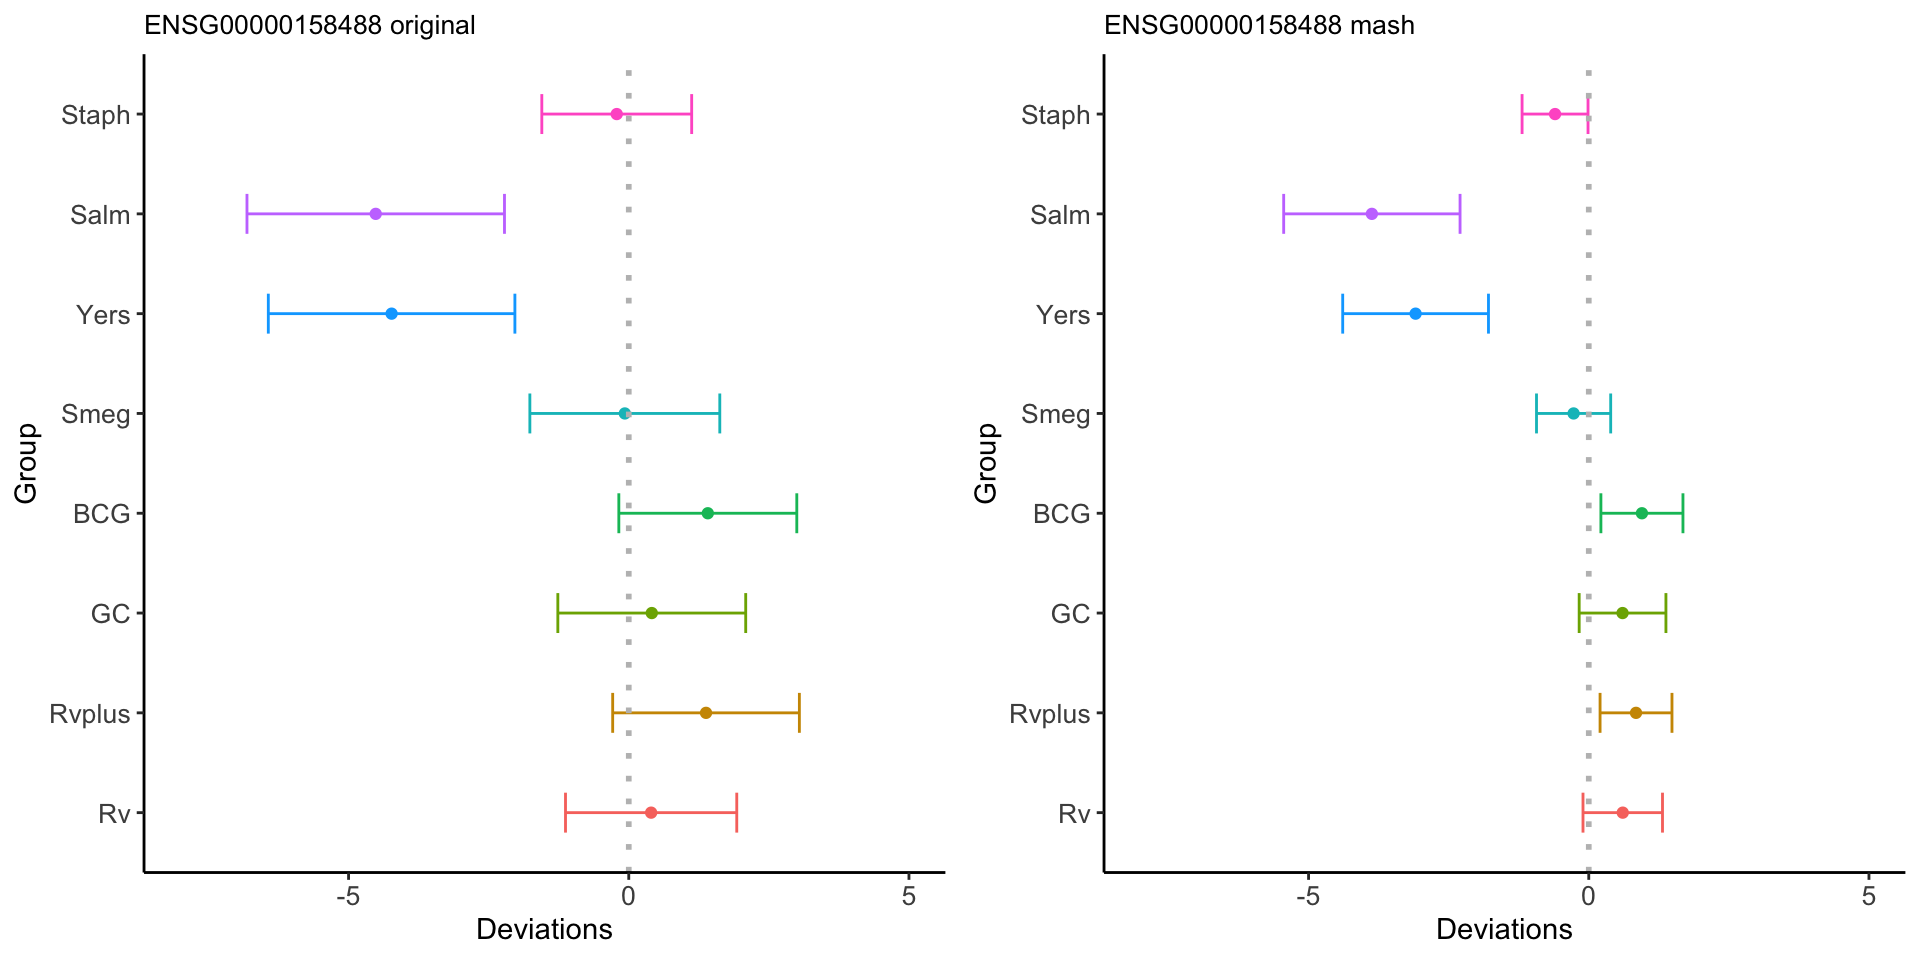 ENSG00000158488 original
Staph
Salm
Yers
Smeg
BCG
GC
Rvplus
Rv
Group
-5 0 5
Deviations
ENSG00000158488 mash
Staph
Salm
Yers
Smeg
BCG
GC
Rvplus
Rv
Group
-5 0 5
Deviations